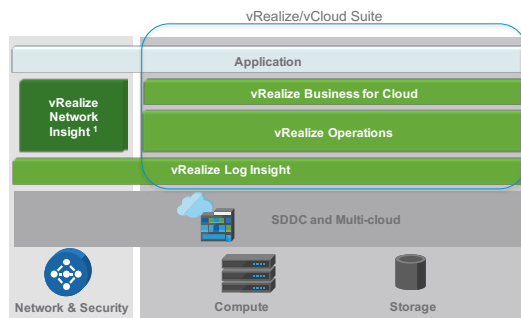 vRealize/vCloud Suite
Application
vRealize
Network
Insight ¹
vRealize Business for Cloud
vRealize Operations
vRealize Log Insight
SDDC and Multi-cloud
Network & Security
Compute
Storage